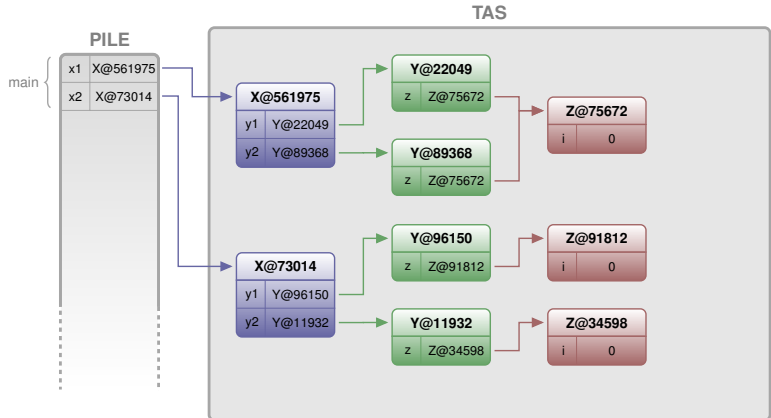 TAS
PILE
main
x1 X@561975
x2 X@73014
X@561975
y1 Y@22049
y2 Y@89368
Y@22049
z Z@75672
Y@89368
z Z@75672
Z@75672
i 0
X@73014
y1 Y@96150
y2 Y@11932
Y@96150
z Z@91812
Y@11932
z Z@34598
Z@91812
i 0
Z@34598
i 0